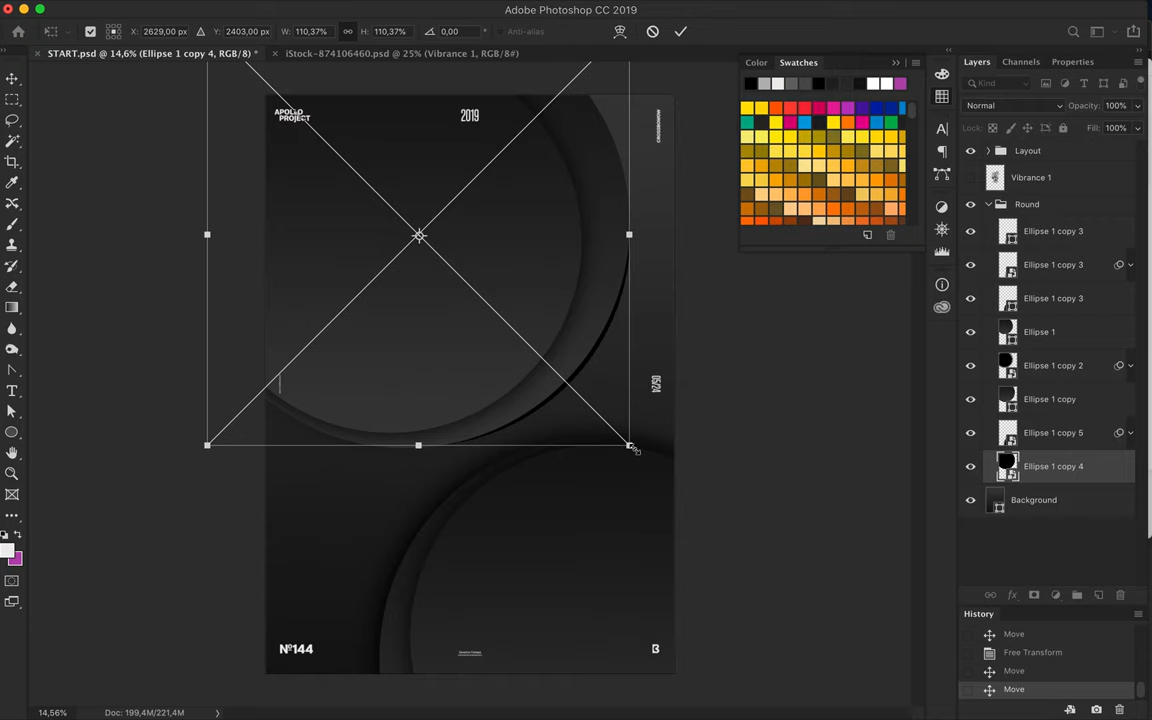 Adobe Photoshop CC 2019
X: 2629,00 px
Y: 2403,00 px
W: 110,37%
H: 110,37%
0,00
°
Anti-alias
START.psd @ 14,6% (Ellipse 1 copy 4, RGB/8) *
iStock-874106460.psd @ 25% (Vibrance 1, RGB/8#)
Color
Swatches
Layers
Channels
Properties
Kind
Normal
Opacity: 100%
Lock:
Fill: 100%
Layout
Vibrance 1
Round
Ellipse 1 copy 3
Ellipse 1 copy 3
Ellipse 1 copy 3
Ellipse 1
Ellipse 1 copy 2
Ellipse 1 copy
Ellipse 1 copy 5
Ellipse 1 copy 4
Background
APOLLO
PROJECT
2019
CROSSBOWOW
05/24
Nº144
B
History
Move
Free Transform
Move
Move
14,56%
Doc: 199,4M/221,4M